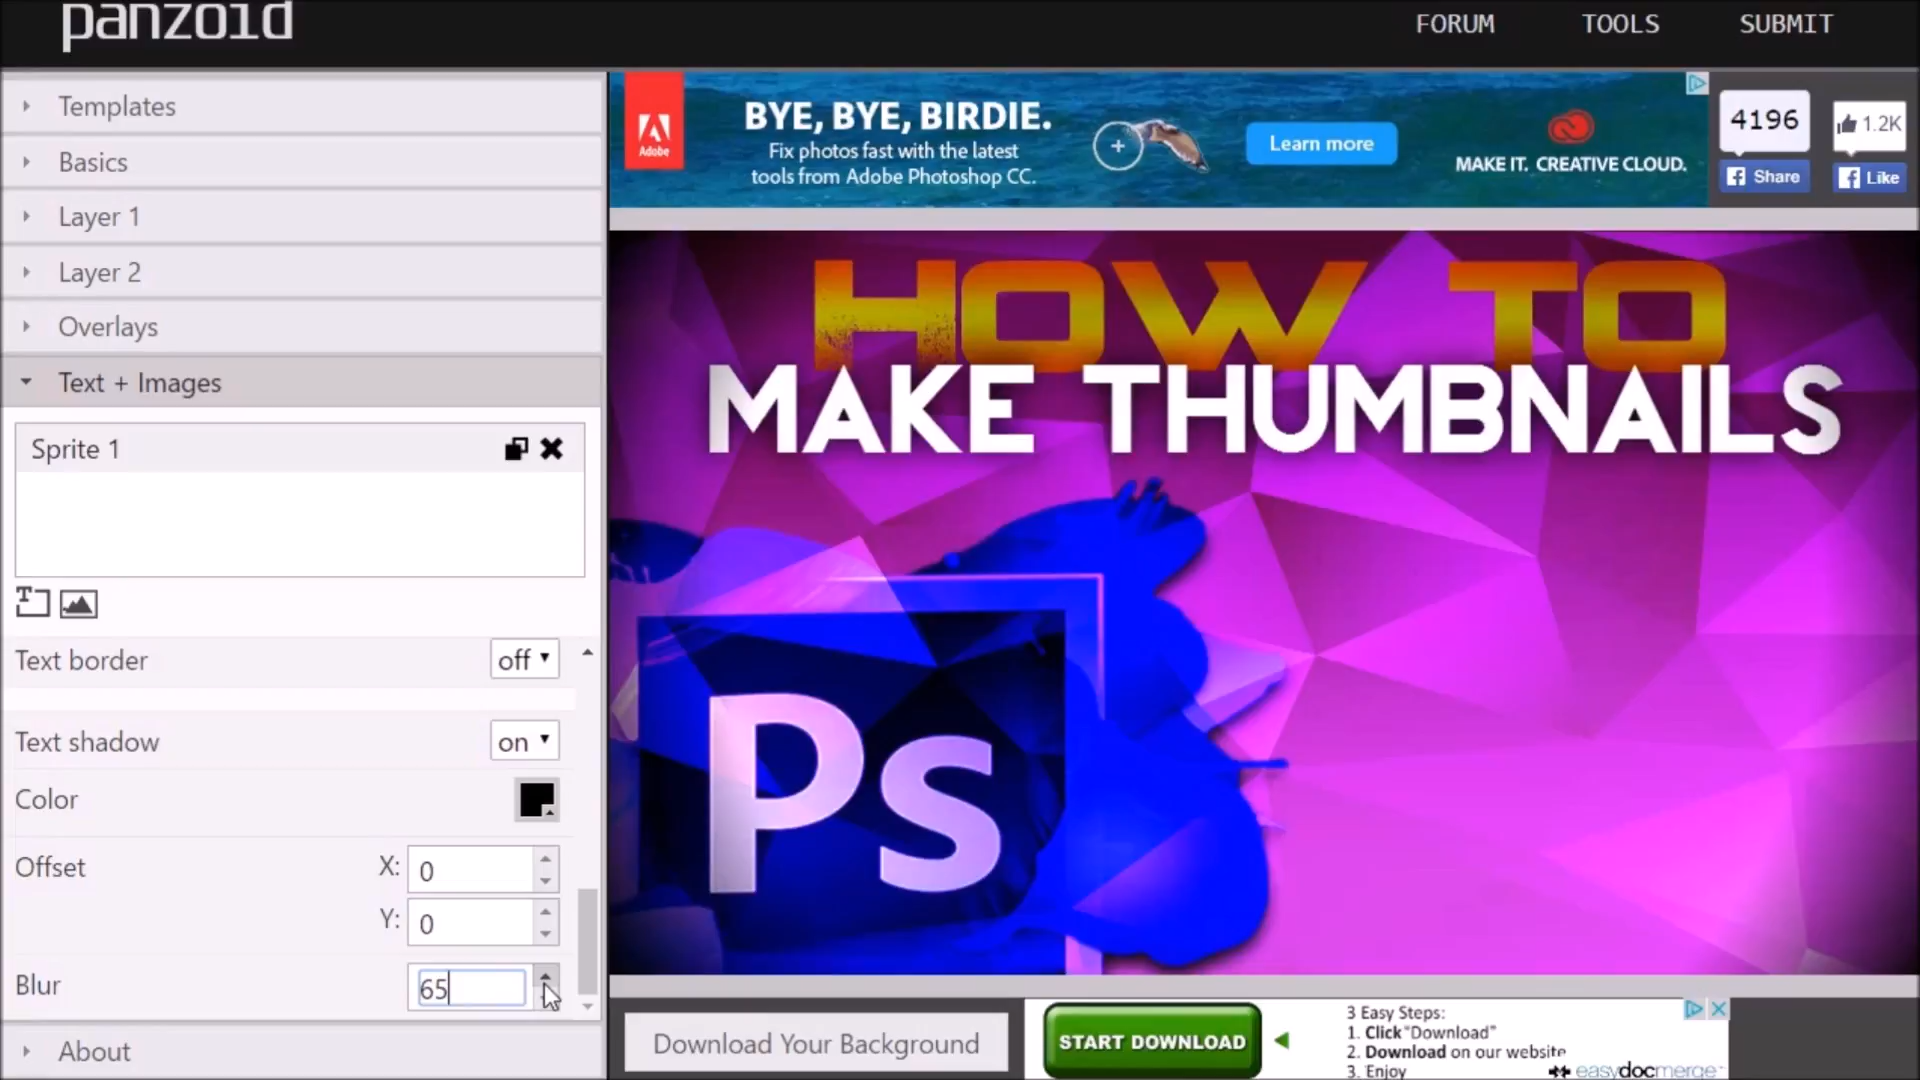 panzoid
FORUM
TOOLS
SUBMIT
Templates
Basics
Layer 1
Layer 2
Overlays
Text + Images
Sprite 1
T
Text border
off
Text shadow
on
Color
Offset
X:
0
Y:
0
Blur
65
About
Adobe
BYE, BYE, BIRDIE.
Fix photos fast with the latest
tools from Adobe Photoshop CC.
Learn more
MAKE IT. CREATIVE CLOUD.
4196
Share
1.2K
Like
HOW TO
MAKE THUMBNAILS
Ps
Download Your Background
START DOWNLOAD
3 Easy Steps:
1. Click "Download"
2. Download on our website
3. Enjoy
easydocmerge